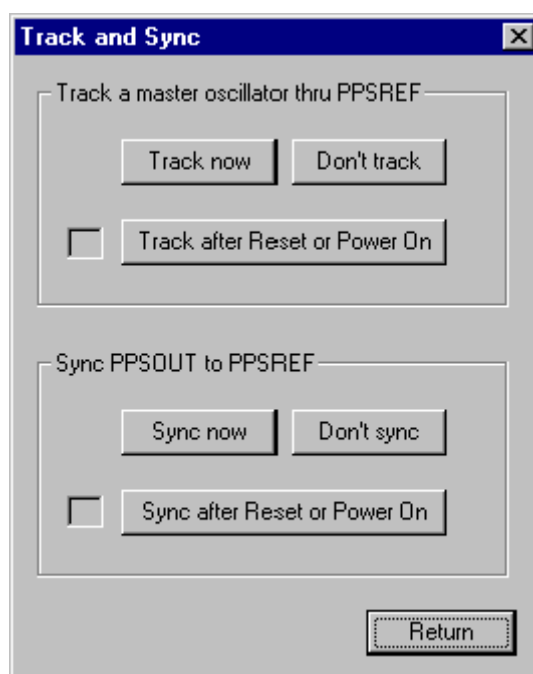 Track and Sync
Track a master oscillator thru PPSREF
Track now
Don't track
Track after Reset or Power On
Sync PPSOUT to PPSREF
Sync now
Don't sync
Sync after Reset or Power On
Return